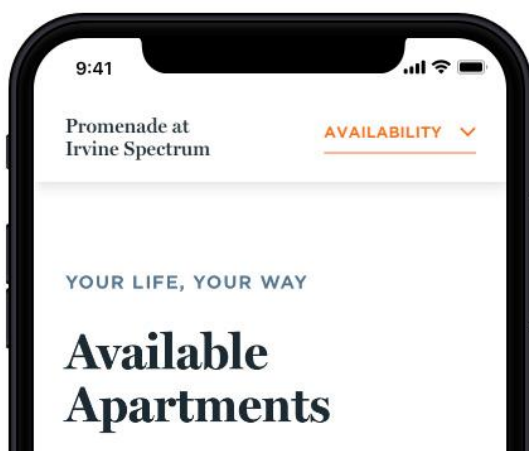 9:41
Promenade at
Irvine Spectrum
AVAILABILITY
YOUR LIFE, YOUR WAY
Available
Apartments